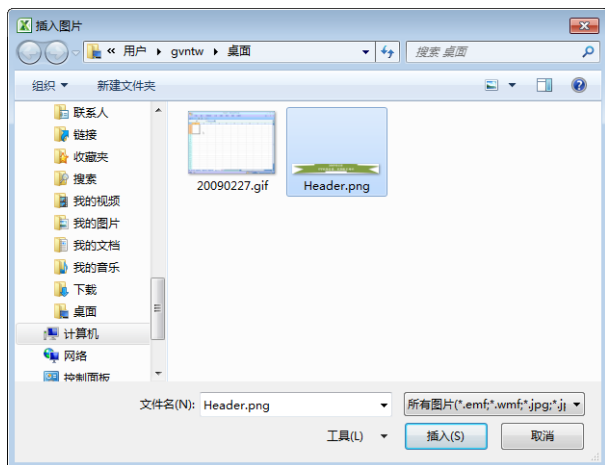 插入图片
« 用户 ▸ gvntw ▸ 桌面
搜索 桌面
组织 ▼ 新建文件夹
联系人
链接
收藏夹
搜索
我的视频
我的图片
我的文档
我的音乐
下载
桌面
计算机
网络
控制面板
20090227.gif
Header.png
文件名(N): Header.png
所有图片(*.emf;*.wmf;*.jpg;*.j
工具(L)
插入(S)
取消